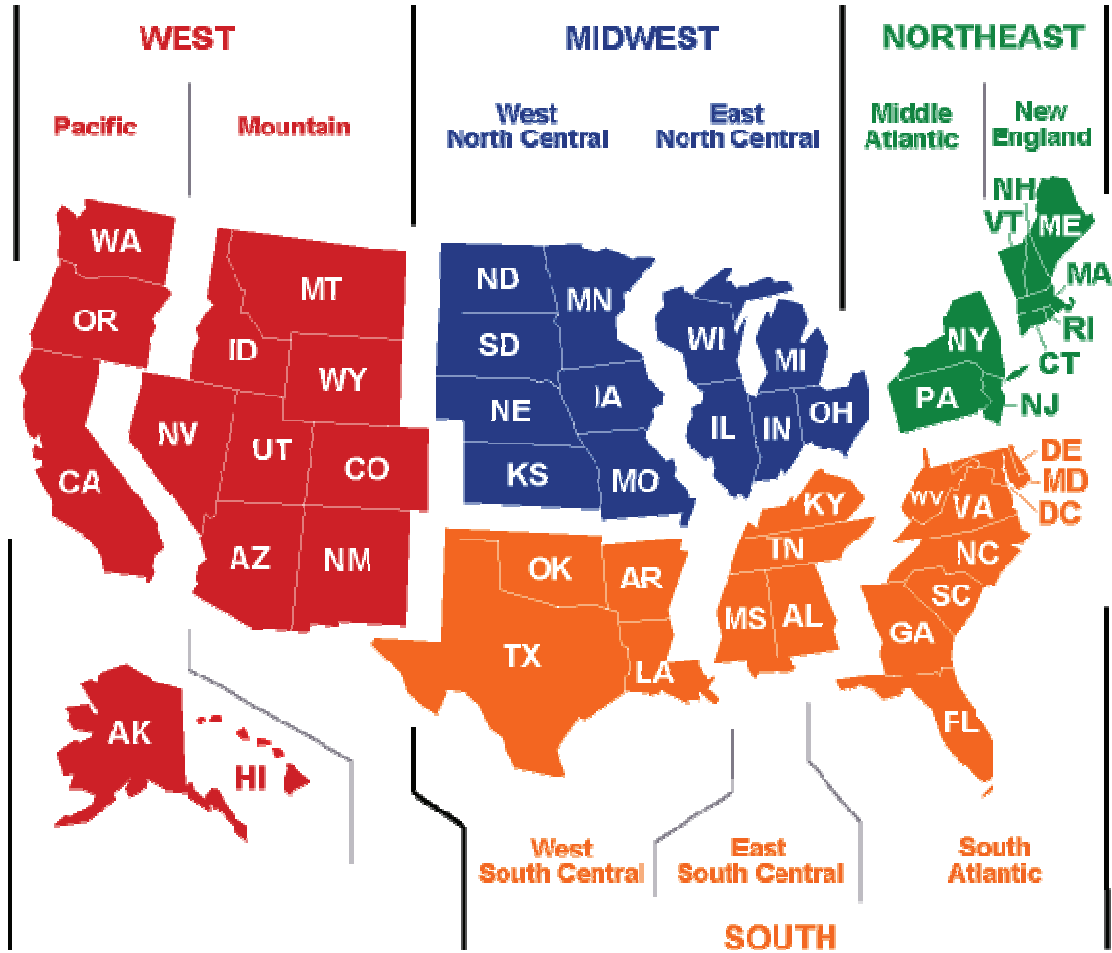 WEST
MIDWEST
NORTHEAST
Pacific
Mountain
West
North Central
East
North Central
Middle
Atlantic
New
England
WA
OR
CA
NV
ID
MT
WY
UT
CO
AZ
NM
AK
HI
ND
SD
NE
KS
MN
IA
MO
WI
MI
IL
IN
OH
NH
VT
ME
MA
RI
CT
NY
PA
NJ
OK
AR
TX
LA
KY
TN
MS
AL
DE
MD
DC
WV
VA
NC
SC
GA
FL
West
South Central
East
South Central
South
Atlantic
SOUTH